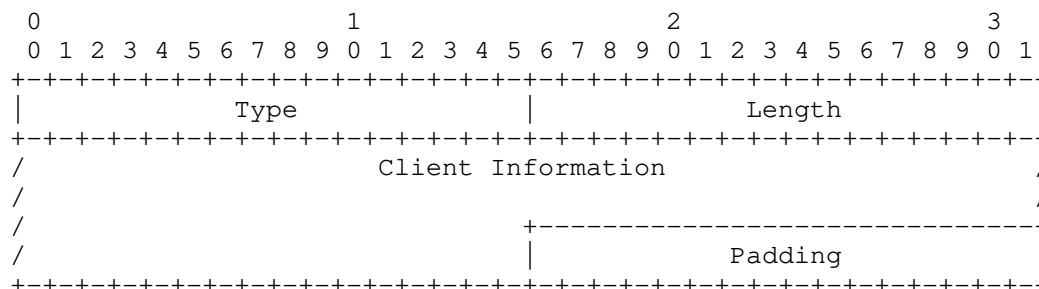 0                   1                   2                   3
 0 1 2 3 4 5 6 7 8 9 0 1 2 3 4 5 6 7 8 9 0 1 2 3 4 5 6 7 8 9 0 1
+-+-+-+-+-+-+-+-+-+-+-+-+-+-+-+-+-+-+-+-+-+-+-+-+-+-+-+-+-+-+-+-
|             Type              |             Length
+-+-+-+-+-+-+-+-+-+-+-+-+-+-+-+-+-+-+-+-+-+-+-+-+-+-+-+-+-+-+-+-
/                      Client Information                       /
/                                                               /
/                               +--------------------------------
/                               |            Padding
+-+-+-+-+-+-+-+-+-+-+-+-+-+-+-+-+-+-+-+-+-+-+-+-+-+-+-+-+-+-+-+-